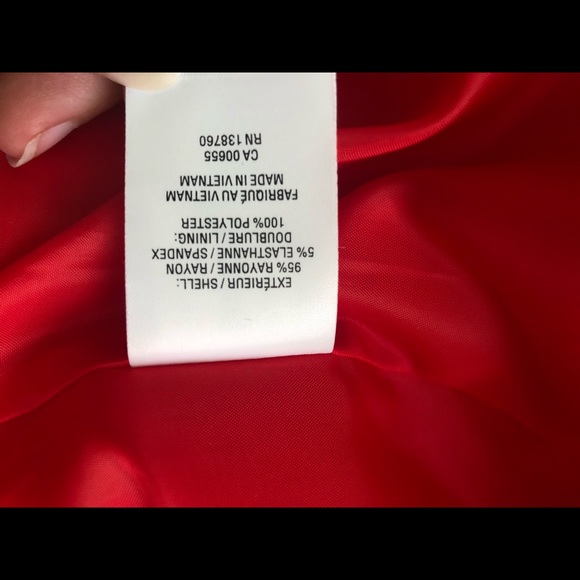 EXTÉRIEUR / SHELL:
95% RAYONNE / RAYON
5% ELASTHANNE / SPANDEX
DOUBLURE / LINING:
100% POLYESTER
FABRIQUÉ AU VIETNAM
MADE IN VIETNAM
CA 00655
RN 138760